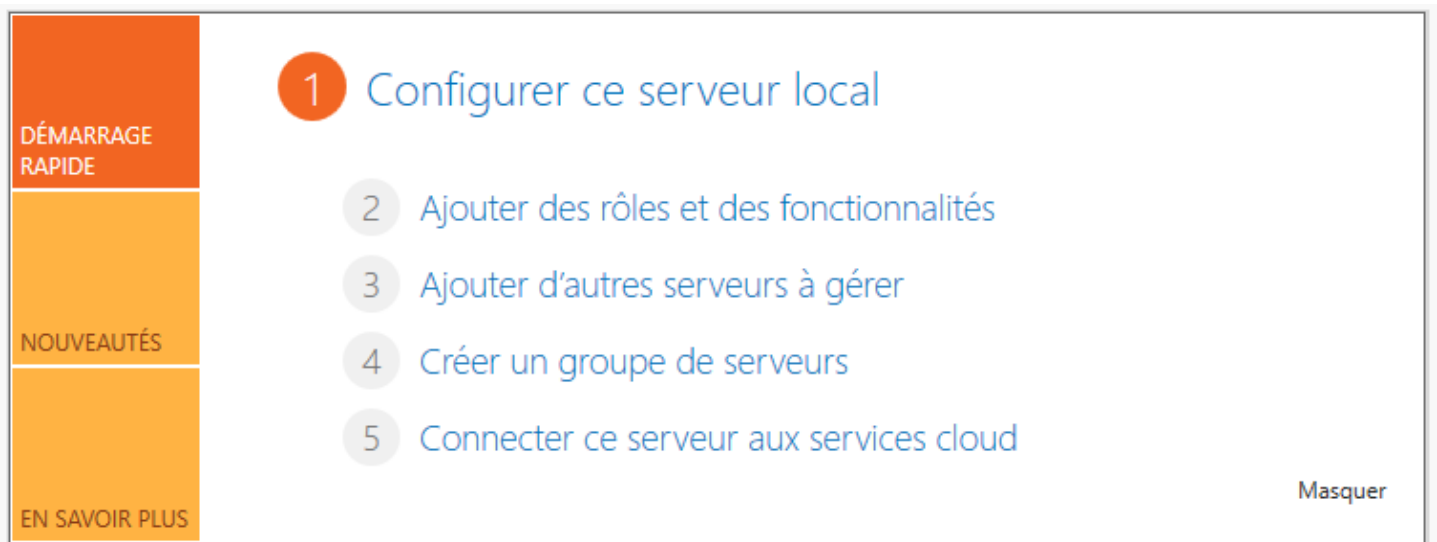 DÉMARRAGE
RAPIDE
NOUVEAUTÉS
EN SAVOIR PLUS
1 Configurer ce serveur local
2 Ajouter des rôles et des fonctionnalités
3 Ajouter d’autres serveurs à gérer
4 Créer un groupe de serveurs
5 Connecter ce serveur aux services cloud
Masquer